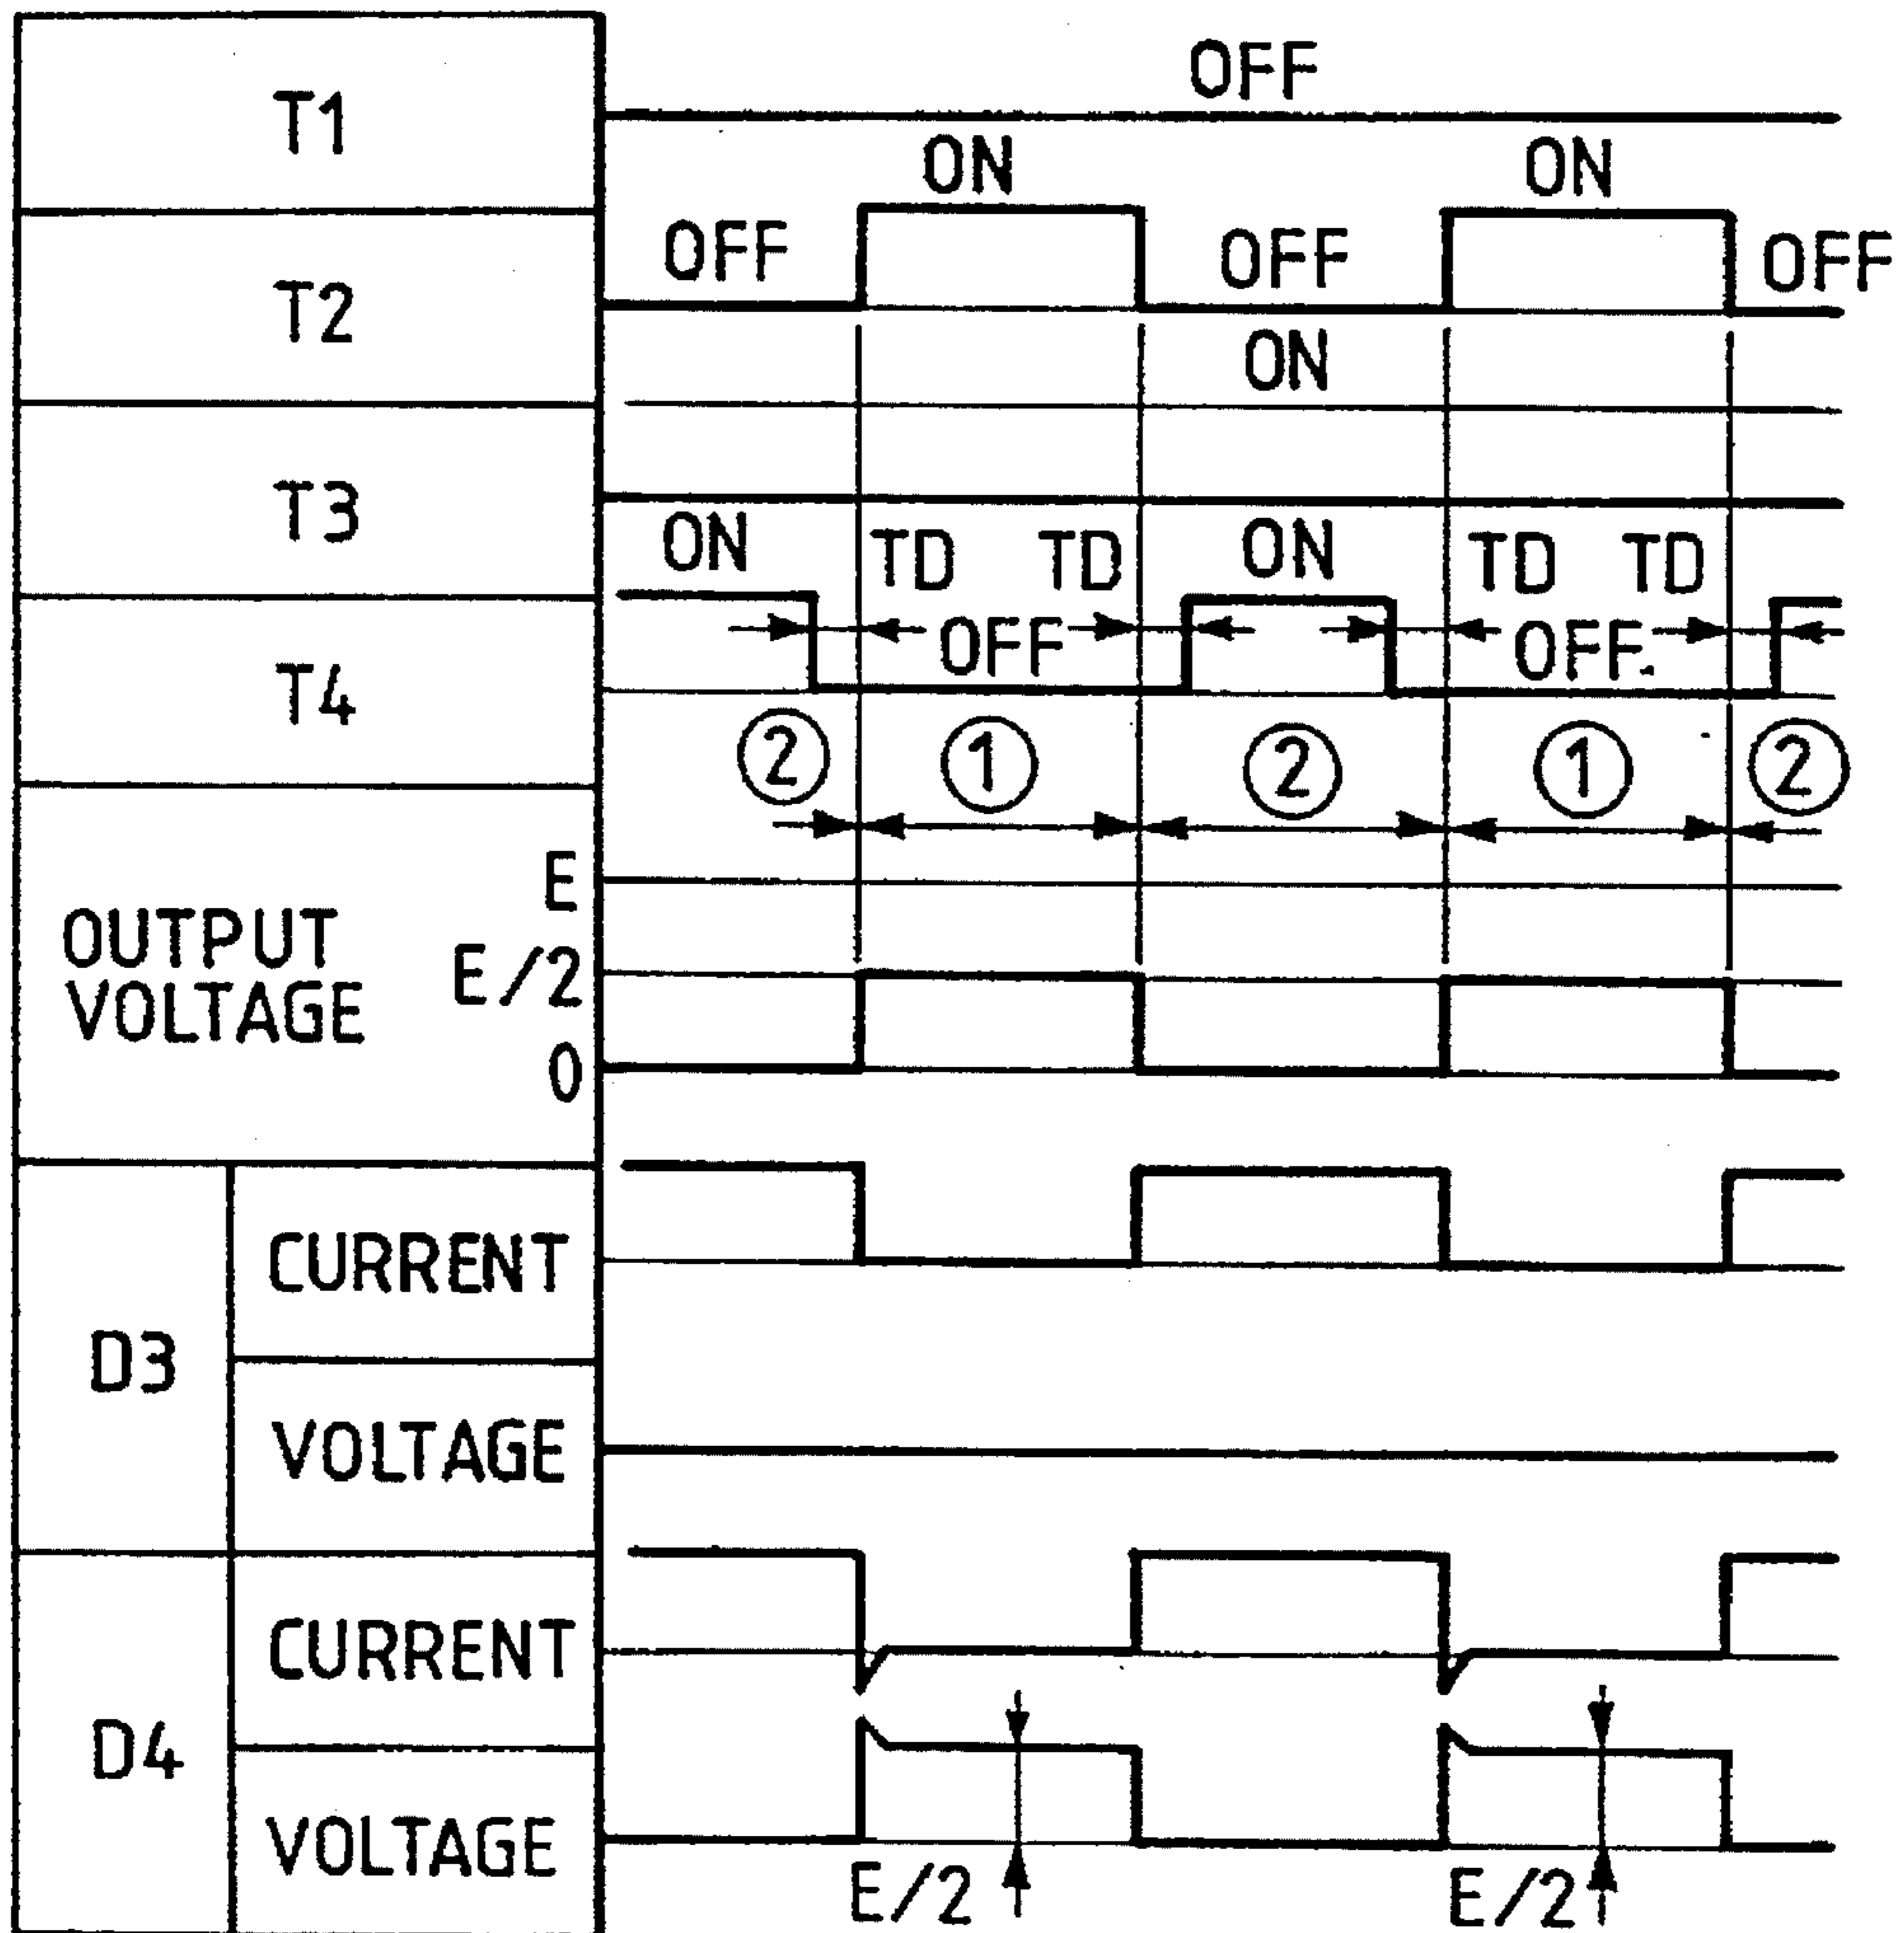 T1
OFF
ON
ON
T2
OFF
OFF
OFF
ON
T3
ON
TD
TD
ON
TD
TD
T4
OFF
OFF
②
①
②
①
②
OUTPUT
VOLTAGE
E
E/2
0
D3
CURRENT
VOLTAGE
D4
CURRENT
VOLTAGE
E/2
E/2